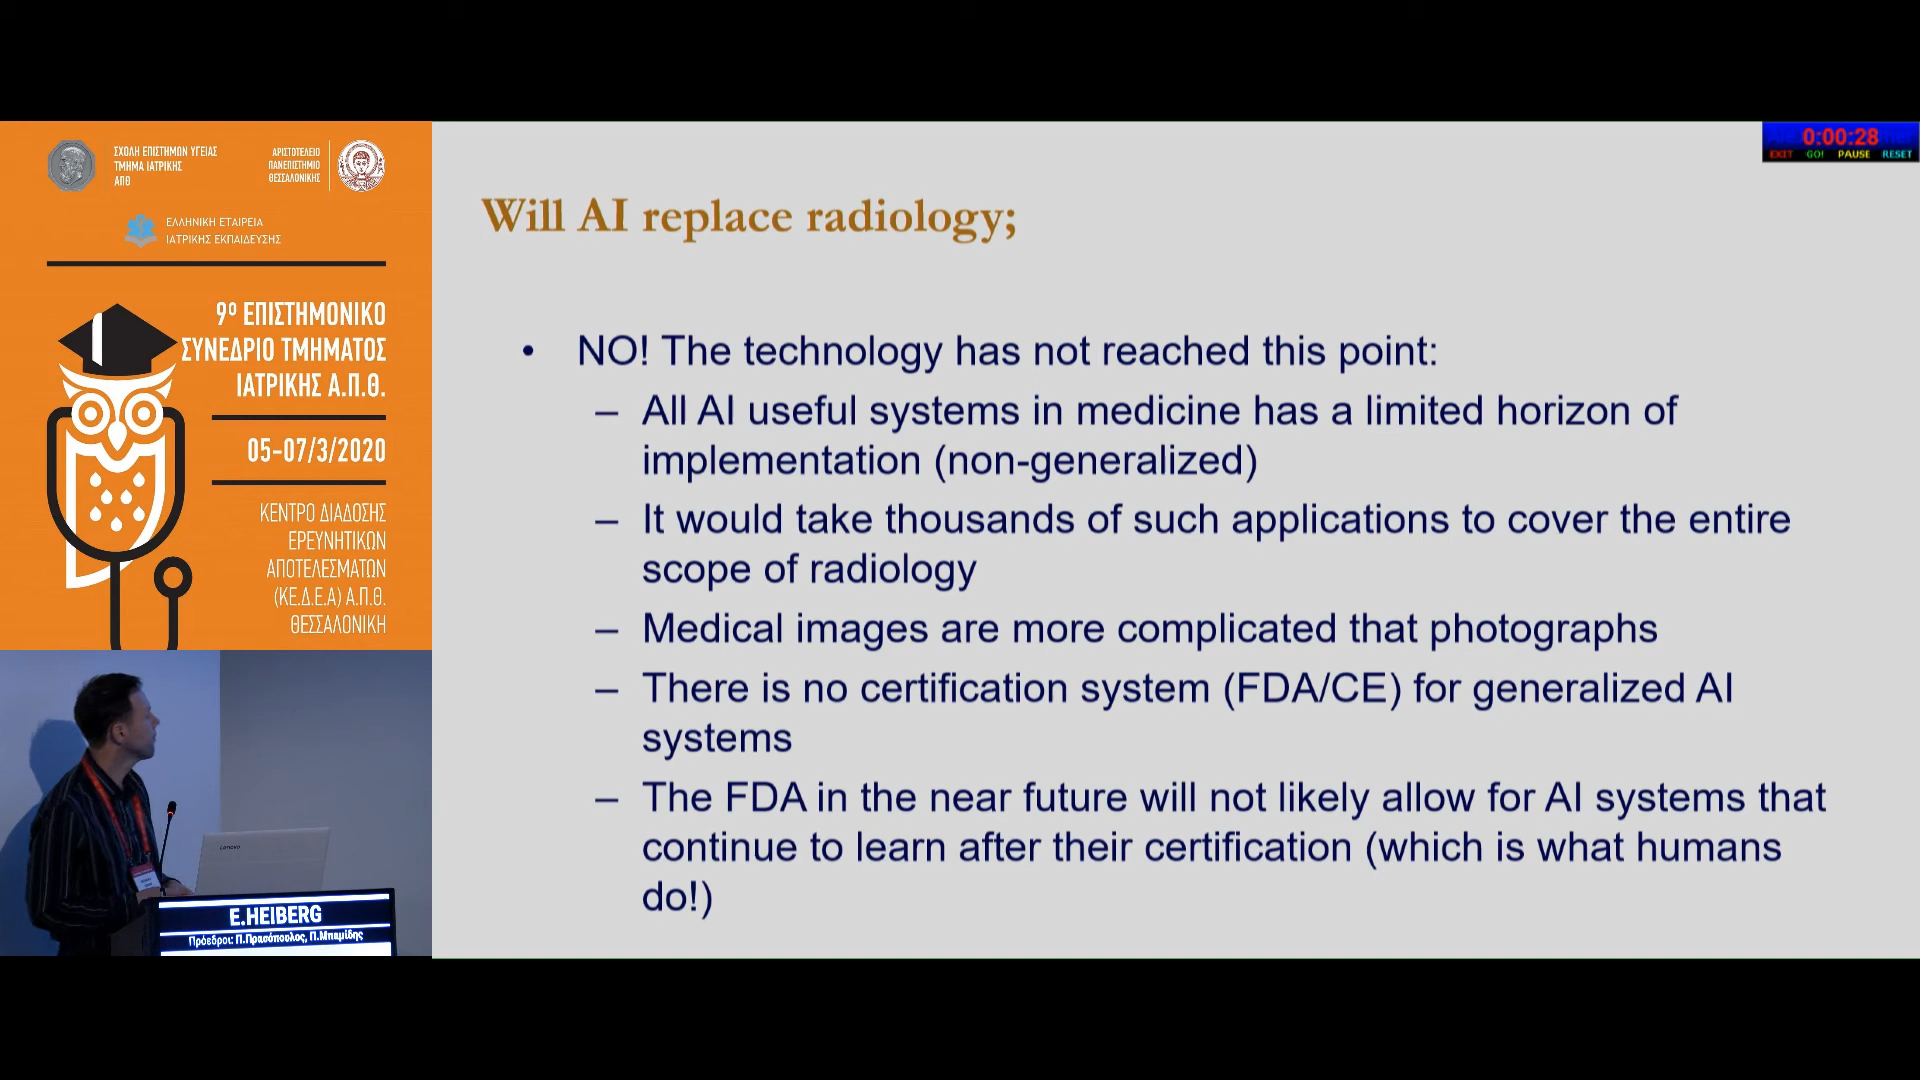 ΣΧΟΛΗ ΕΠΙΣΤΗΜΩΝ ΥΓΕΙΑΣ
ΤΜΗΜΑ ΙΑΤΡΙΚΗΣ
ΑΠΘ
ΑΡΙΣΤΟΤΕΛΕΙΟ
ΠΑΝΕΠΙΣΤΗΜΙΟ
ΘΕΣΣΑΛΟΝΙΚΗΣ
ΕΛΛΗΝΙΚΗ ΕΤΑΙΡΕΙΑ
ΙΑΤΡΙΚΗΣ ΕΚΠΑΙΔΕΥΣΗΣ
9º ΕΠΙΣΤΗΜΟΝΙΚΟ
ΣΥΝΕΔΡΙΟ ΤΜΗΜΑΤΟΣ
ΙΑΤΡΙΚΗΣ Α.Π.Θ.
05-07/3/2020
ΚΕΝΤΡΟ ΔΙΑΔΟΣΗΣ
ΕΡΕΥΝΗΤΙΚΩΝ
ΑΠΟΤΕΛΕΣΜΑΤΩΝ
(ΚΕ.Δ.Ε.Α) Α.Π.Θ.
ΘΕΣΣΑΛΟΝΙΚΗ
lenovo
E.HEIBERG
Πρόεδροι: Π.Πρασόπουλος, Π.Μπαμίδης
0:00:28
EXIT GO! PAUSE RESET
Will AI replace radiology;
• NO! The technology has not reached this point:
– All AI useful systems in medicine has a limited horizon of
implementation (non-generalized)
– It would take thousands of such applications to cover the entire
scope of radiology
– Medical images are more complicated that photographs
– There is no certification system (FDA/CE) for generalized AI
systems
– The FDA in the near future will not likely allow for AI systems that
continue to learn after their certification (which is what humans
do!)